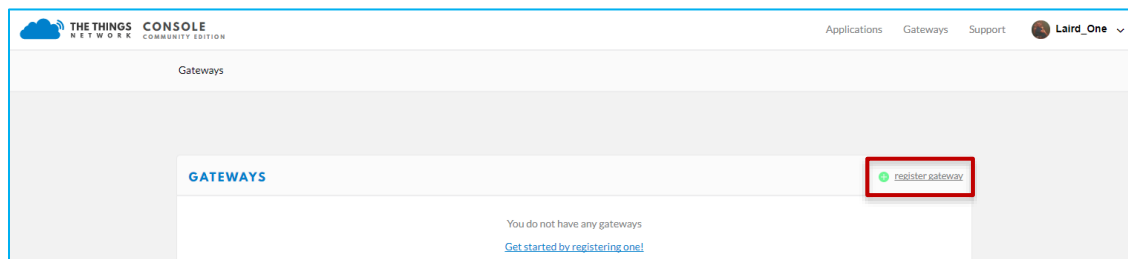 THE THINGS NETWORK CONSOLE COMMUNITY EDITION
Applications Gateways Support Laird_One
Gateways
GATEWAYS register gateway
You do not have any gateways
Get started by registering one!